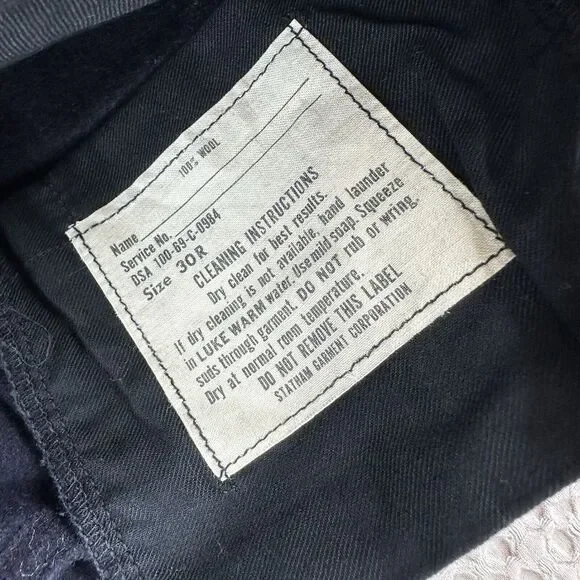 100% WOOL
Name
Service No.
DSA 100-69-C-0984
Size 30R
CLEANING INSTRUCTIONS
Dry clean for best results.
If dry cleaning is not available, hand launder
in LUKE WARM water. Use mild soap. Squeeze
suds through garment. DO NOT rub or wring.
Dry at normal room temperature.
DO NOT REMOVE THIS LABEL
STATHAM GARMENT CORPORATION